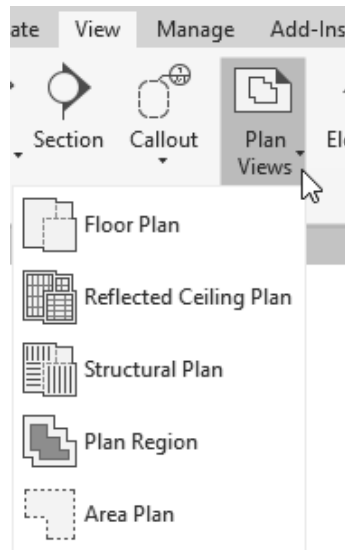 ate View Manage Add-Ins
Section Callout Plan Views El
Floor Plan
Reflected Ceiling Plan
Structural Plan
Plan Region
Area Plan